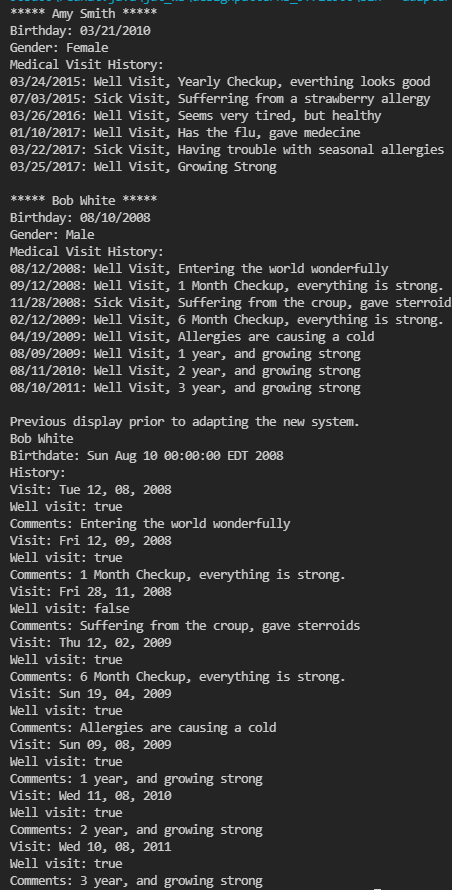 ***** Amy Smith *****
Birthday: 03/21/2010
Gender: Female
Medical Visit History:
03/24/2015: Well Visit, Yearly Checkup, everthing looks good
07/03/2015: Sick Visit, Sufferring from a strawberry allergy
03/26/2016: Well Visit, Seems very tired, but healthy
01/10/2017: Well Visit, Has the flu, gave medecine
03/22/2017: Sick Visit, Having trouble with seasonal allergies
03/25/2017: Well Visit, Growing Strong

***** Bob White *****
Birthday: 08/10/2008
Gender: Male
Medical Visit History:
08/12/2008: Well Visit, Entering the world wonderfully
09/12/2008: Well Visit, 1 Month Checkup, everything is strong.
11/28/2008: Sick Visit, Suffering from the croup, gave sterroid
02/12/2009: Well Visit, 6 Month Checkup, everything is strong.
04/19/2009: Well Visit, Allergies are causing a cold
08/09/2009: Well Visit, 1 year, and growing strong
08/11/2010: Well Visit, 2 year, and growing strong
08/10/2011: Well Visit, 3 year, and growing strong

Previous display prior to adapting the new system.
Bob White
Birthdate: Sun Aug 10 00:00:00 EDT 2008
History:
Visit: Tue 12, 08, 2008
Well visit: true
Comments: Entering the world wonderfully
Visit: Fri 12, 09, 2008
Well visit: true
Comments: 1 Month Checkup, everything is strong.
Visit: Fri 28, 11, 2008
Well visit: false
Comments: Suffering from the croup, gave sterroids
Visit: Thu 12, 02, 2009
Well visit: true
Comments: 6 Month Checkup, everything is strong.
Visit: Sun 19, 04, 2009
Well visit: true
Comments: Allergies are causing a cold
Visit: Sun 09, 08, 2009
Well visit: true
Comments: 1 year, and growing strong
Visit: Wed 11, 08, 2010
Well visit: true
Comments: 2 year, and growing strong
Visit: Wed 10, 08, 2011
Well visit: true
Comments: 3 year, and growing strong